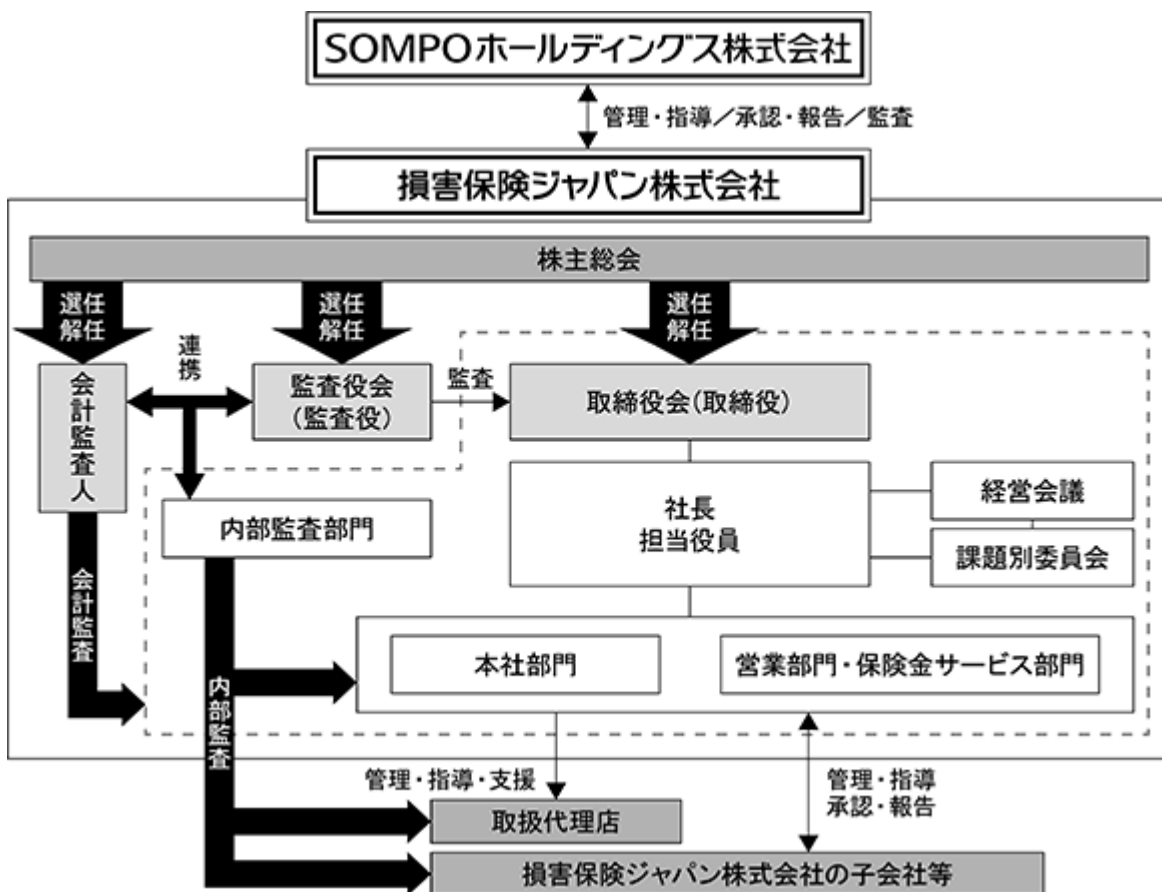 SOMPOホールディングス株式会社
管理・指導／承認・報告／監査
損害保険ジャパン株式会社
株主総会
選任
解任
選任
解任
選任
解任
連携
会計監査人
監査役会
(監査役)
監査
取締役会(取締役)
内部監査部門
社長
担当役員
経営会議
課題別委員会
会計監査
本社部門
営業部門・保険金サービス部門
内部監査
管理・指導・支援
管理・指導
承認・報告
取扱代理店
損害保険ジャパン株式会社の子会社等